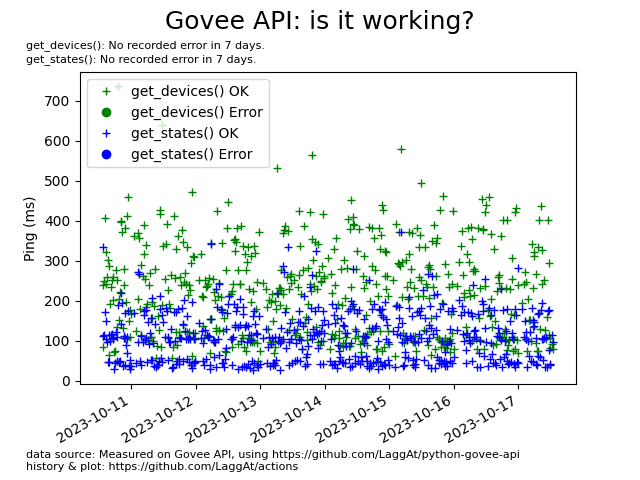 Govee API: is it working?
get_devices(): No recorded error in 7 days.
get_states(): No recorded error in 7 days.
get_devices() OK
get_devices() Error
get_states() OK
get_states() Error
Ping (ms)
700
600
500
400
300
200
100
0
2023-10-11
2023-10-12
2023-10-13
2023-10-14
2023-10-15
2023-10-16
2023-10-17
data source: Measured on Govee API, using https://github.com/LaggAt/python-govee-api
history & plot: https://github.com/LaggAt/actions